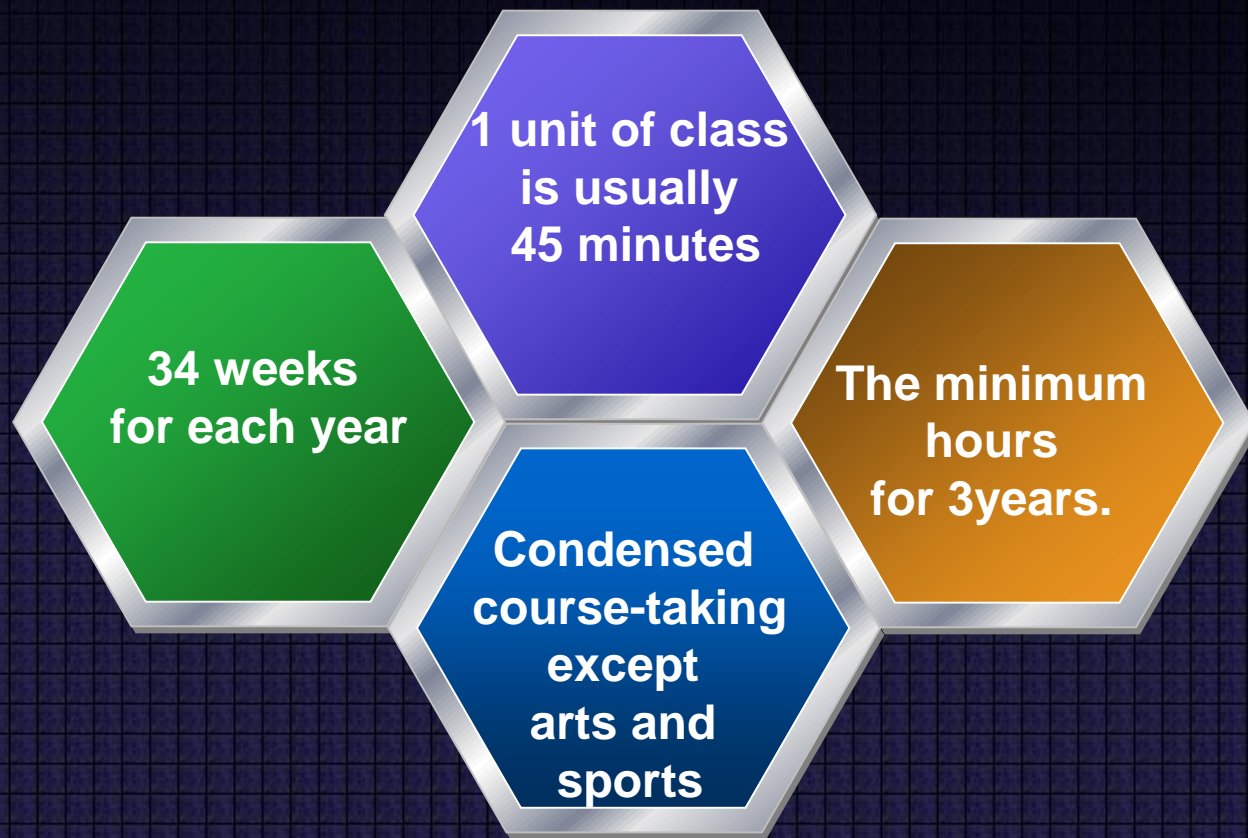 1 unit of class
is usually
45 minutes
34 weeks
for each year
The minimum
hours
for 3years.
Condensed
course-taking
except
arts and
sports